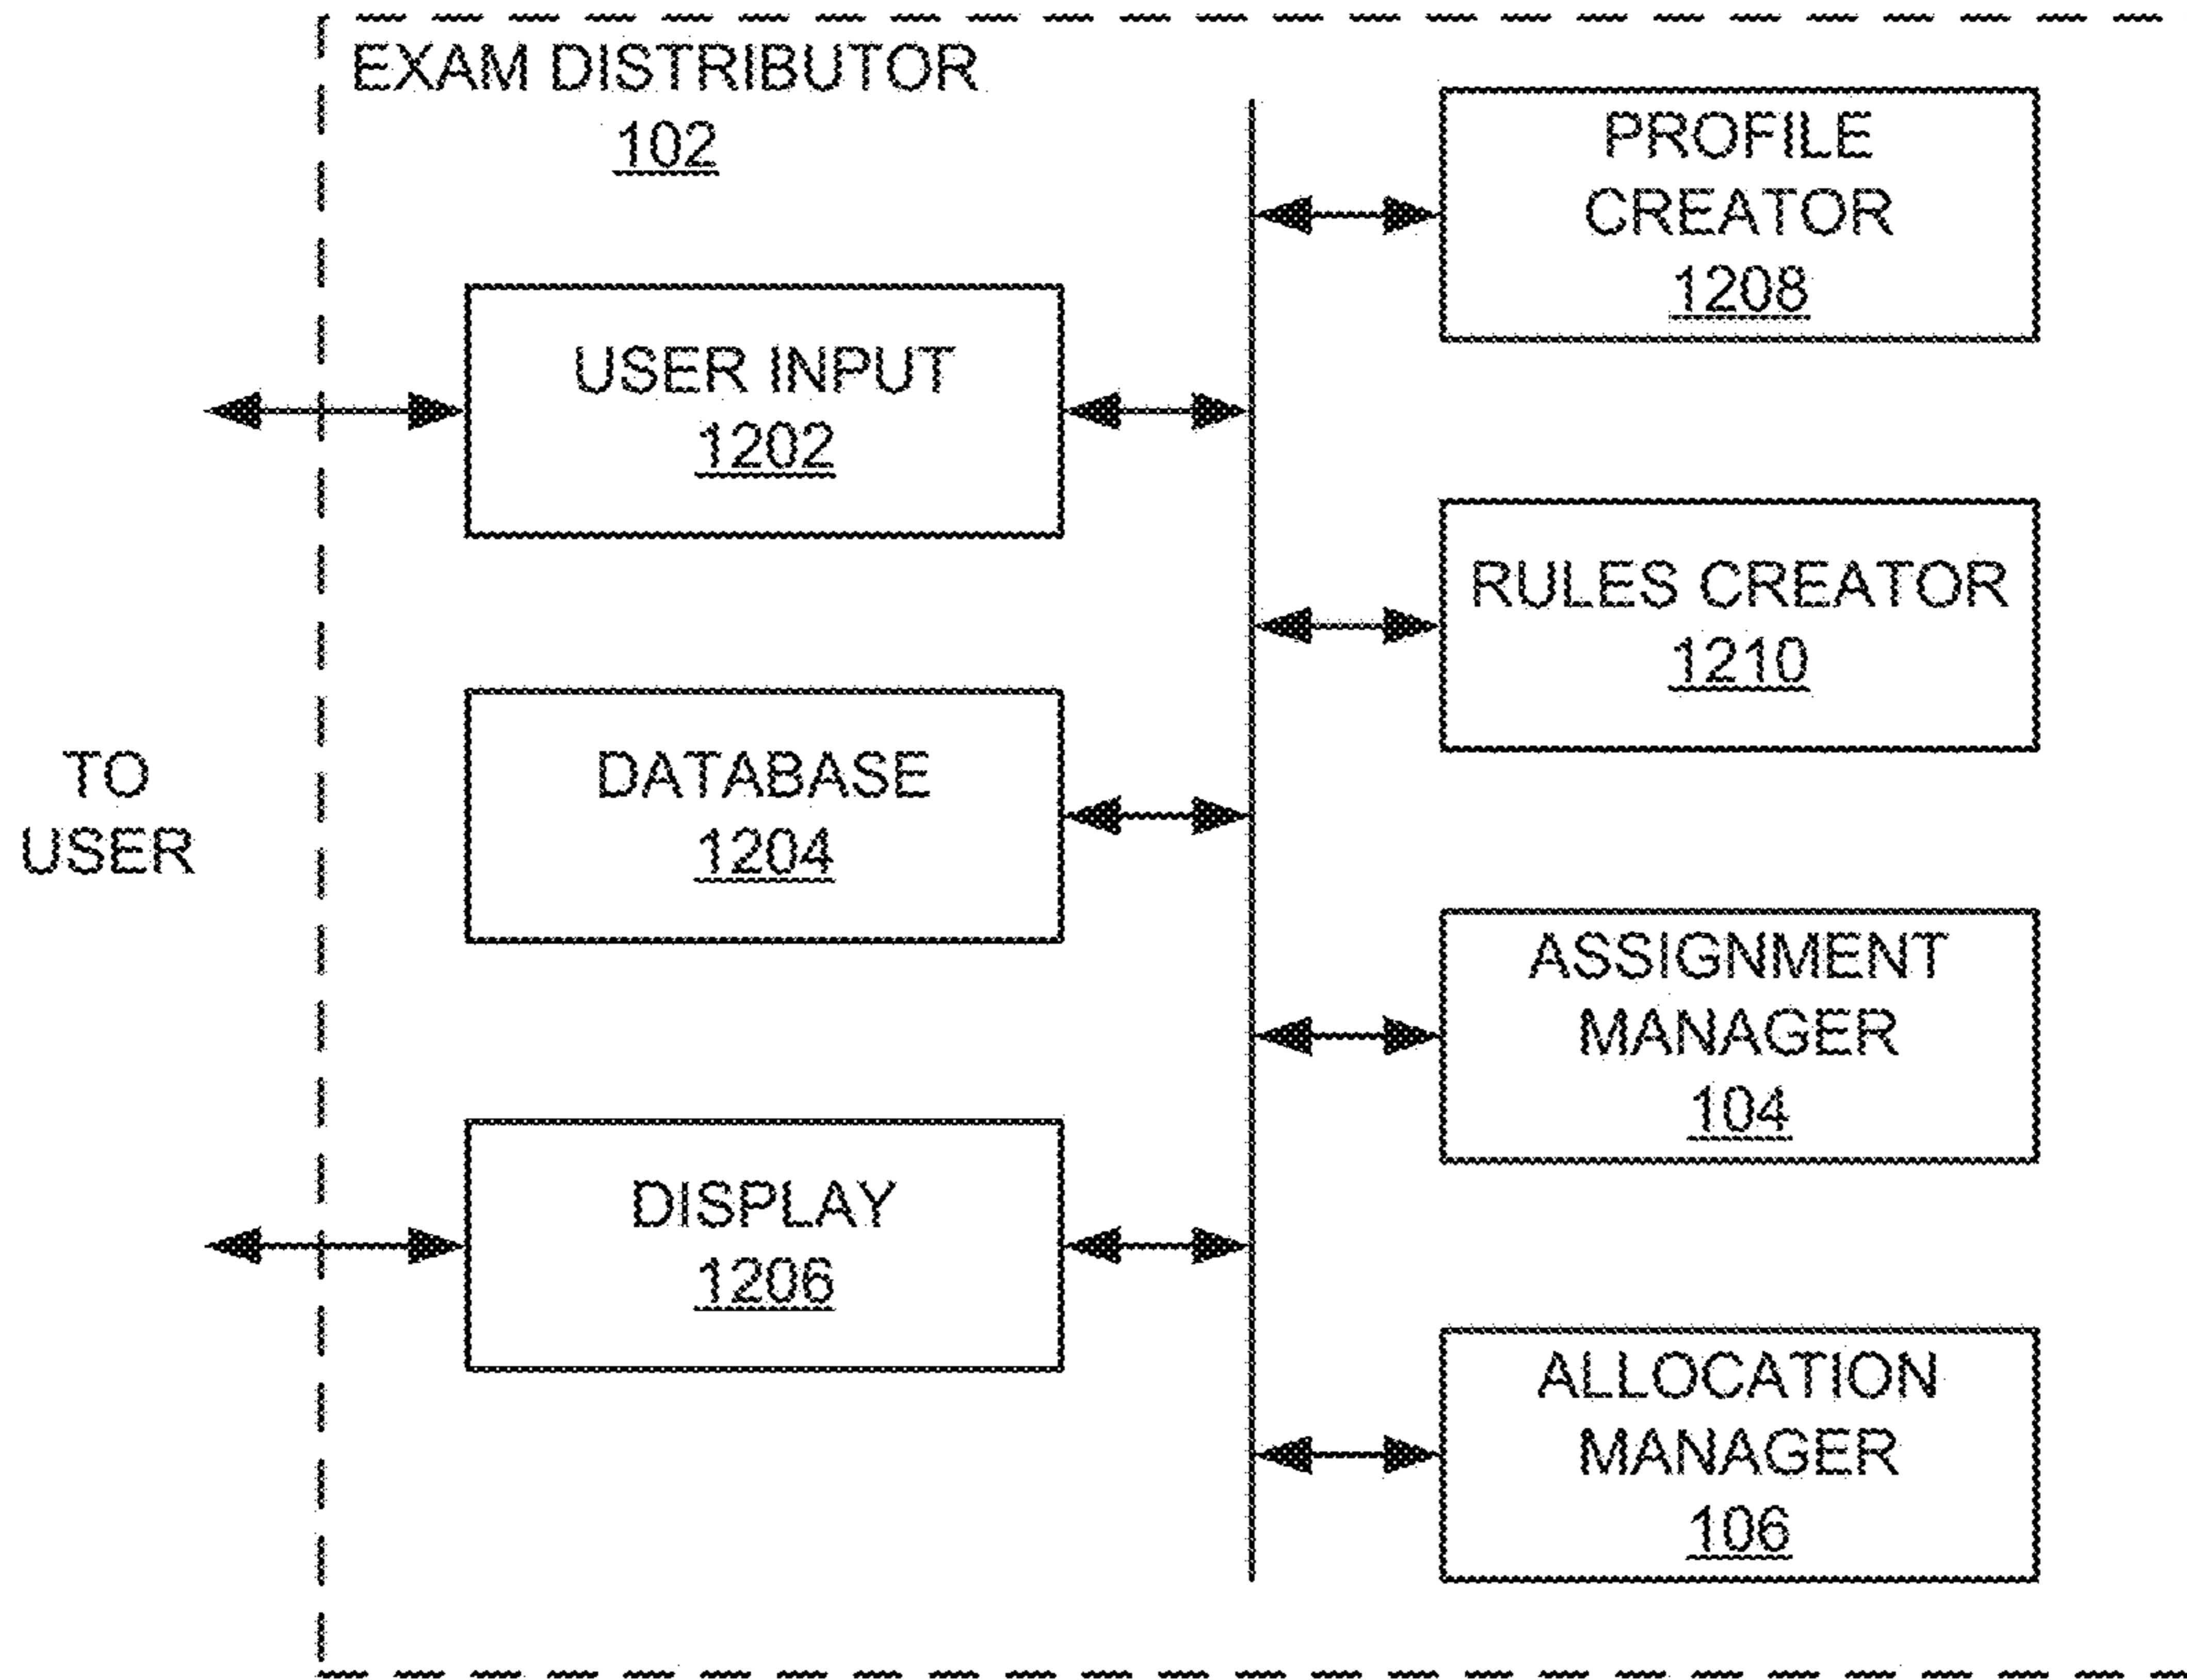 EXAM DISTRIBUTOR
102
TO
USER
USER INPUT
1202
DATABASE
1204
DISPLAY
1206
PROFILE
CREATOR
1208
RULES CREATOR
1210
ASSIGNMENT
MANAGER
104
ALLOCATION
MANAGER
106